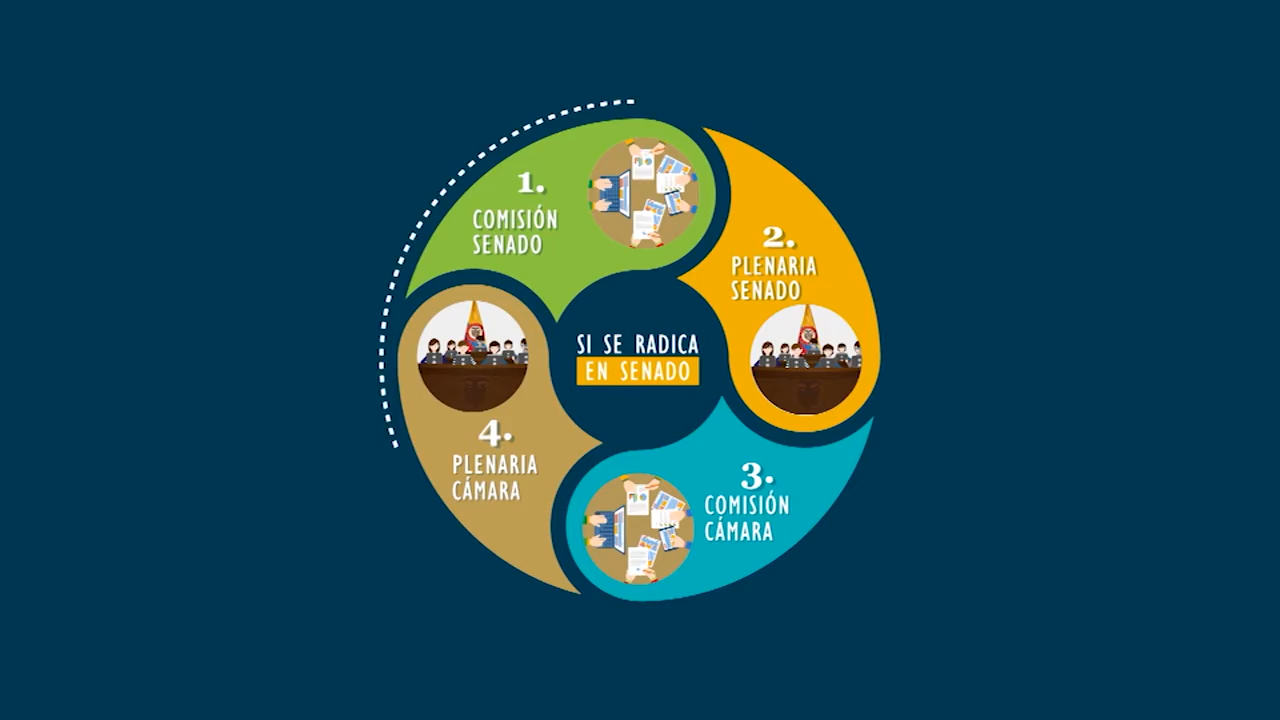 1.
COMISIÓN
SENADO
2.
PLENARIA
SENADO
SI SE RADICA
EN SENADO
3.
COMISIÓN
CÁMARA
4.
PLENARIA
CÁMARA